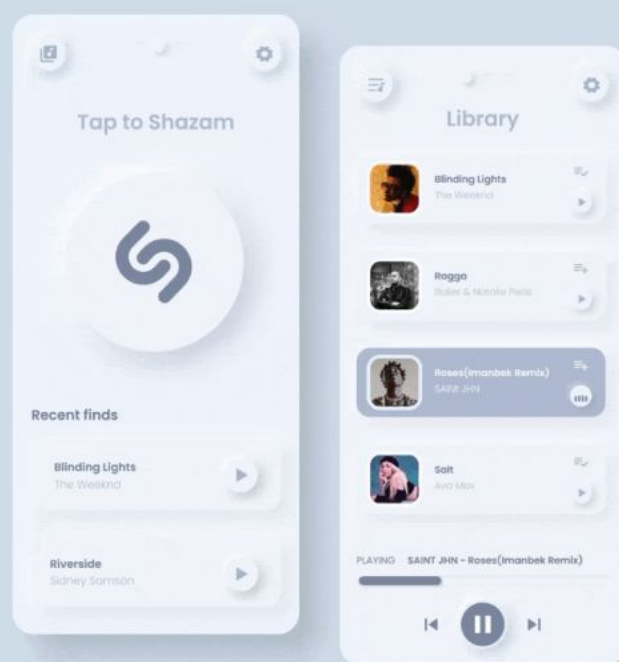 Tap to Shazam
Recent finds
Blinding Lights
The Weeknd
Riverside
Sidney Samson
Library
Blinding Lights
The Weeknd
Ragga
Roses(Imanbek Remix)
SAINt JHN
Salt
Ava Max
PLAYING SAINT JHN - Roses(Imanbek Remix)